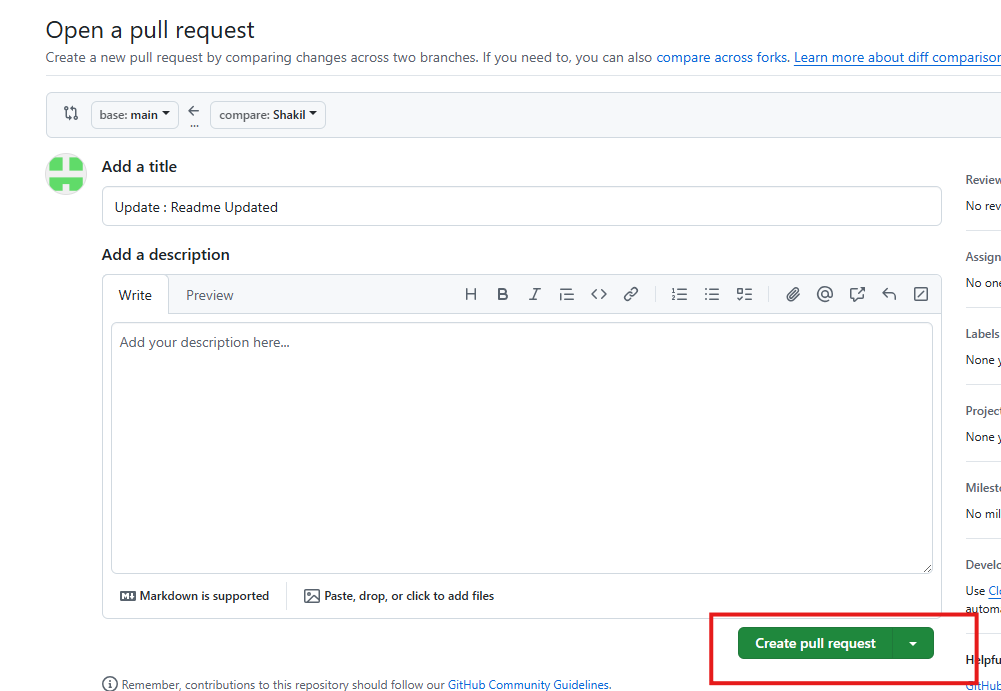 Open a pull request
Create a new pull request by comparing changes across two branches. If you need to, you can also compare across forks. Learn more about diff comparison
base: main
compare: Shakil
Add a title
Update : Readme Updated
Add a description
Write
Preview
Add your description here...
Markdown is supported
Paste, drop, or click to add files
Create pull request
Remember, contributions to this repository should follow our GitHub Community Guidelines.
Review
No rev
Assign
No one
Labels
None y
Project
None y
Milesto
No mil
Develo
Use Clo
automa
Helpfu
GitHub